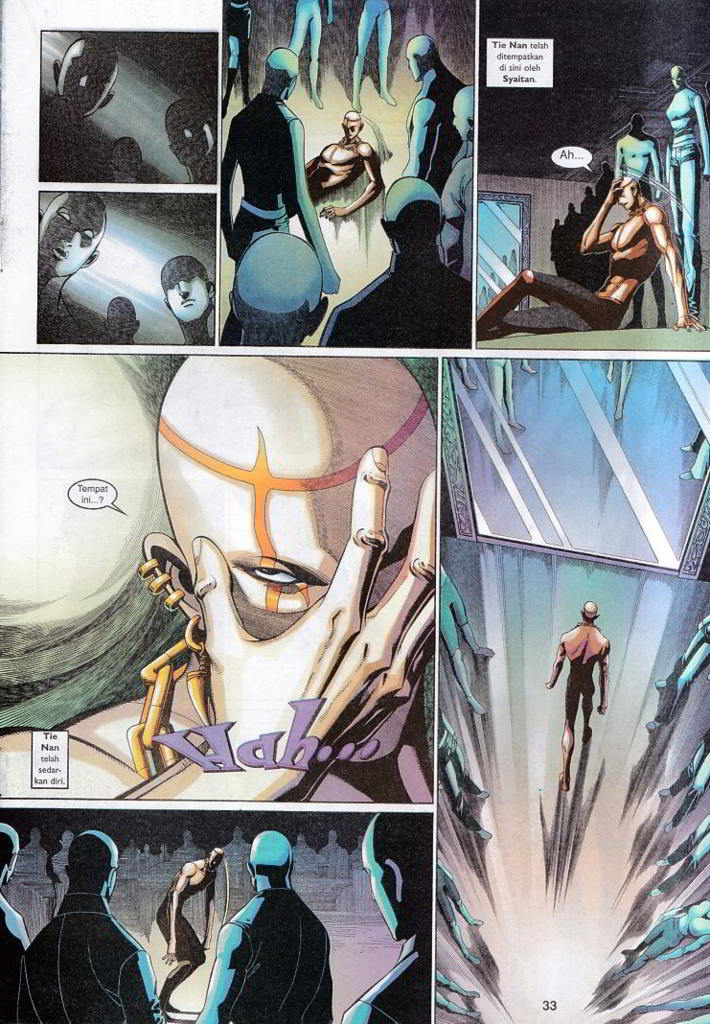 Tie Nan telah
ditempatkan
di sini oleh
Syaitan.
Ah...
Tempat
ini...?
Hah...
Tie
Nan
telah
sedar-
kan diri.
33